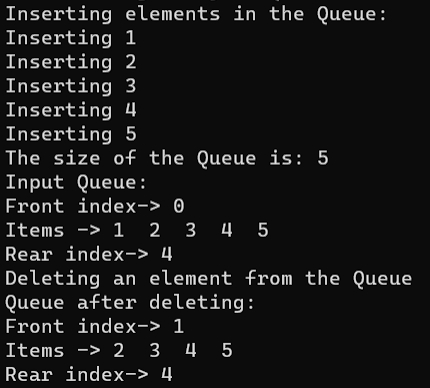 Inserting elements in the Queue:
Inserting 1
Inserting 2
Inserting 3
Inserting 4
Inserting 5
The size of the Queue is: 5
Input Queue:
Front index-> 0
Items -> 1  2  3  4  5
Rear index-> 4
Deleting an element from the Queue
Queue after deleting:
Front index-> 1
Items -> 2  3  4  5
Rear index-> 4